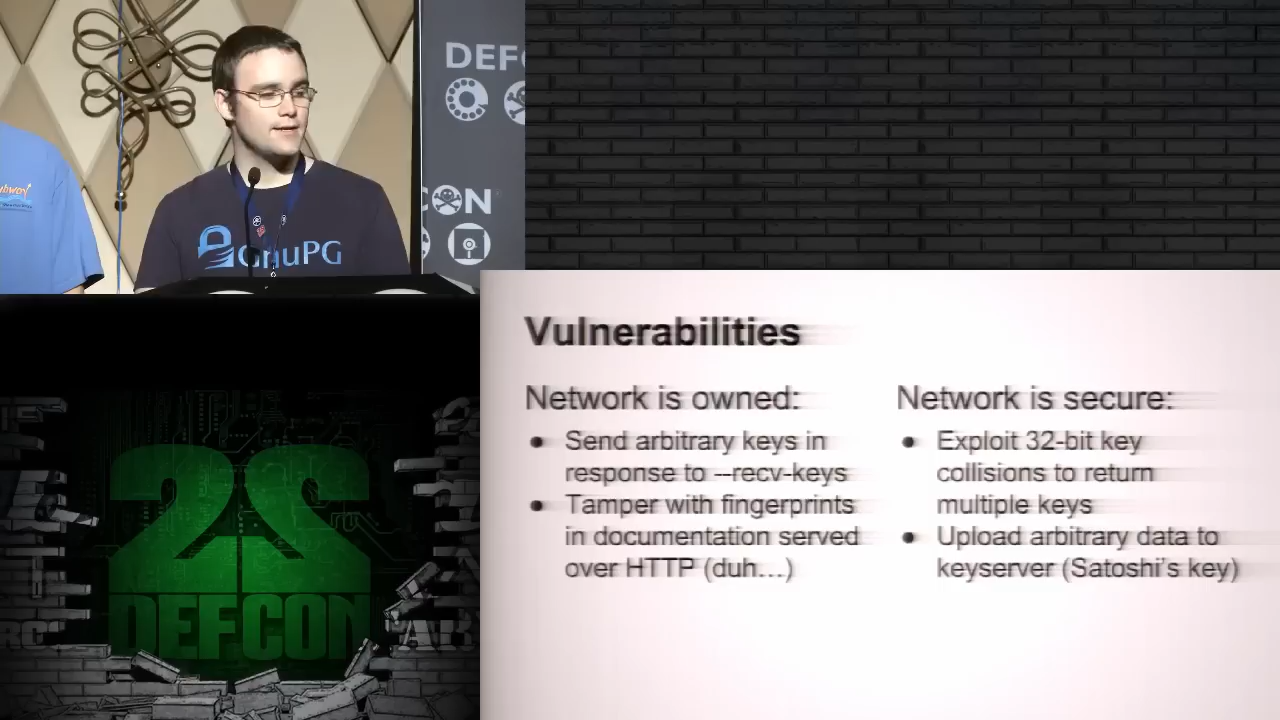 DEF
CON
GnuPG
Vulnerabilities
Network is owned:
• Send arbitrary keys in
response to --recv-keys
• Tamper with fingerprints
in documentation served
over HTTP (duh...)
Network is secure:
• Exploit 32-bit key
collisions to return
multiple keys
• Upload arbitrary data to
keyserver (Satoshi's key)
22
DEFCON